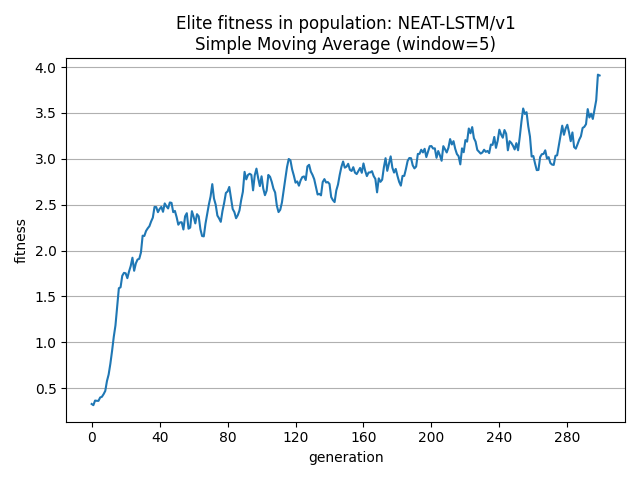 Elite fitness in population: NEAT-LSTM/v1
Simple Moving Average (window=5)
fitness
4.0
3.5
3.0
2.5
2.0
1.5
1.0
0.5
0 40 80 120 160 200 240 280
generation